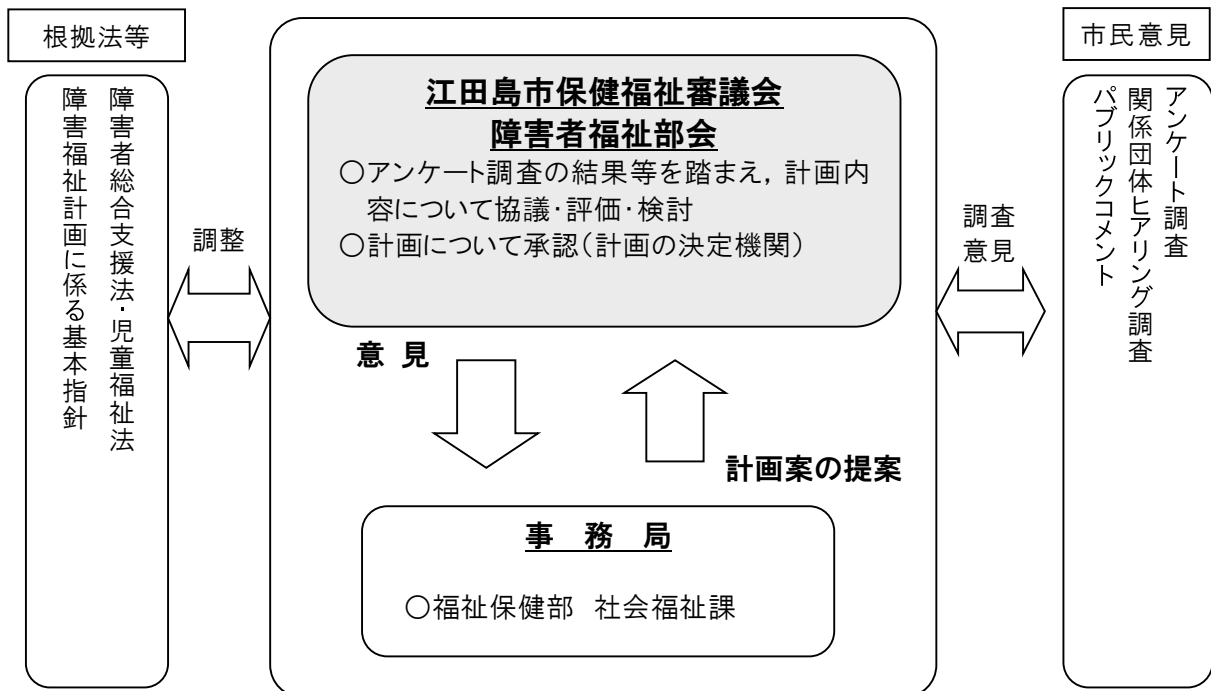 根拠法等
障害者総合支援法・児童福祉法
障害福祉計画に係る基本指針
調整
江田島市保健福祉審議会
障害者福祉部会
○アンケート調査の結果等を踏まえ，計画内
容について協議・評価・検討
○計画について承認（計画の決定機関）
意 見
計画案の提案
事　務　局
○福祉保健部　社会福祉課
調査
意見
市民意見
アンケート調査
関係団体ヒアリング調査
パブリックコメント